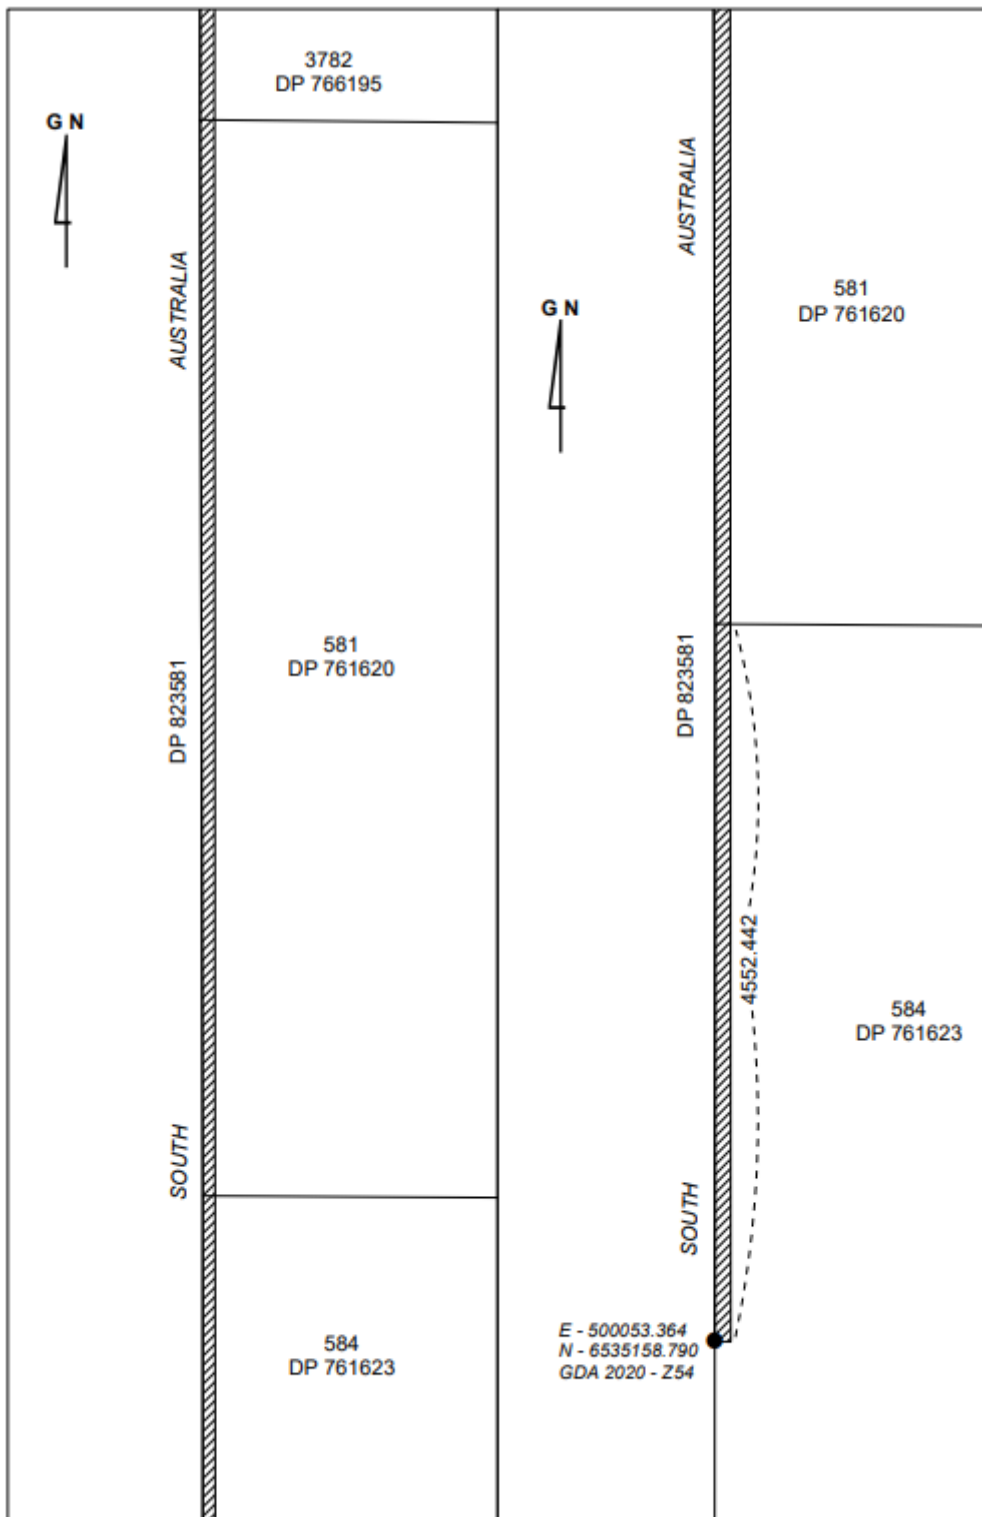 3782
DP 766195
G N
AUSTRALIA
DP 823581
581
DP 761620
SOUTH
584
DP 761623
G N
AUSTRALIA
581
DP 761620
DP 823581
4552.442
584
DP 761623
SOUTH
E - 500053.364
N - 6535158.790
GDA 2020 - Z54